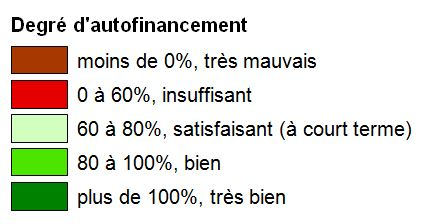 Degré d'autofinancement
moins de 0%, très mauvais
0 à 60%, insuffisant
60 à 80%, satisfaisant (à court terme)
80 à 100%, bien
plus de 100%, très bien